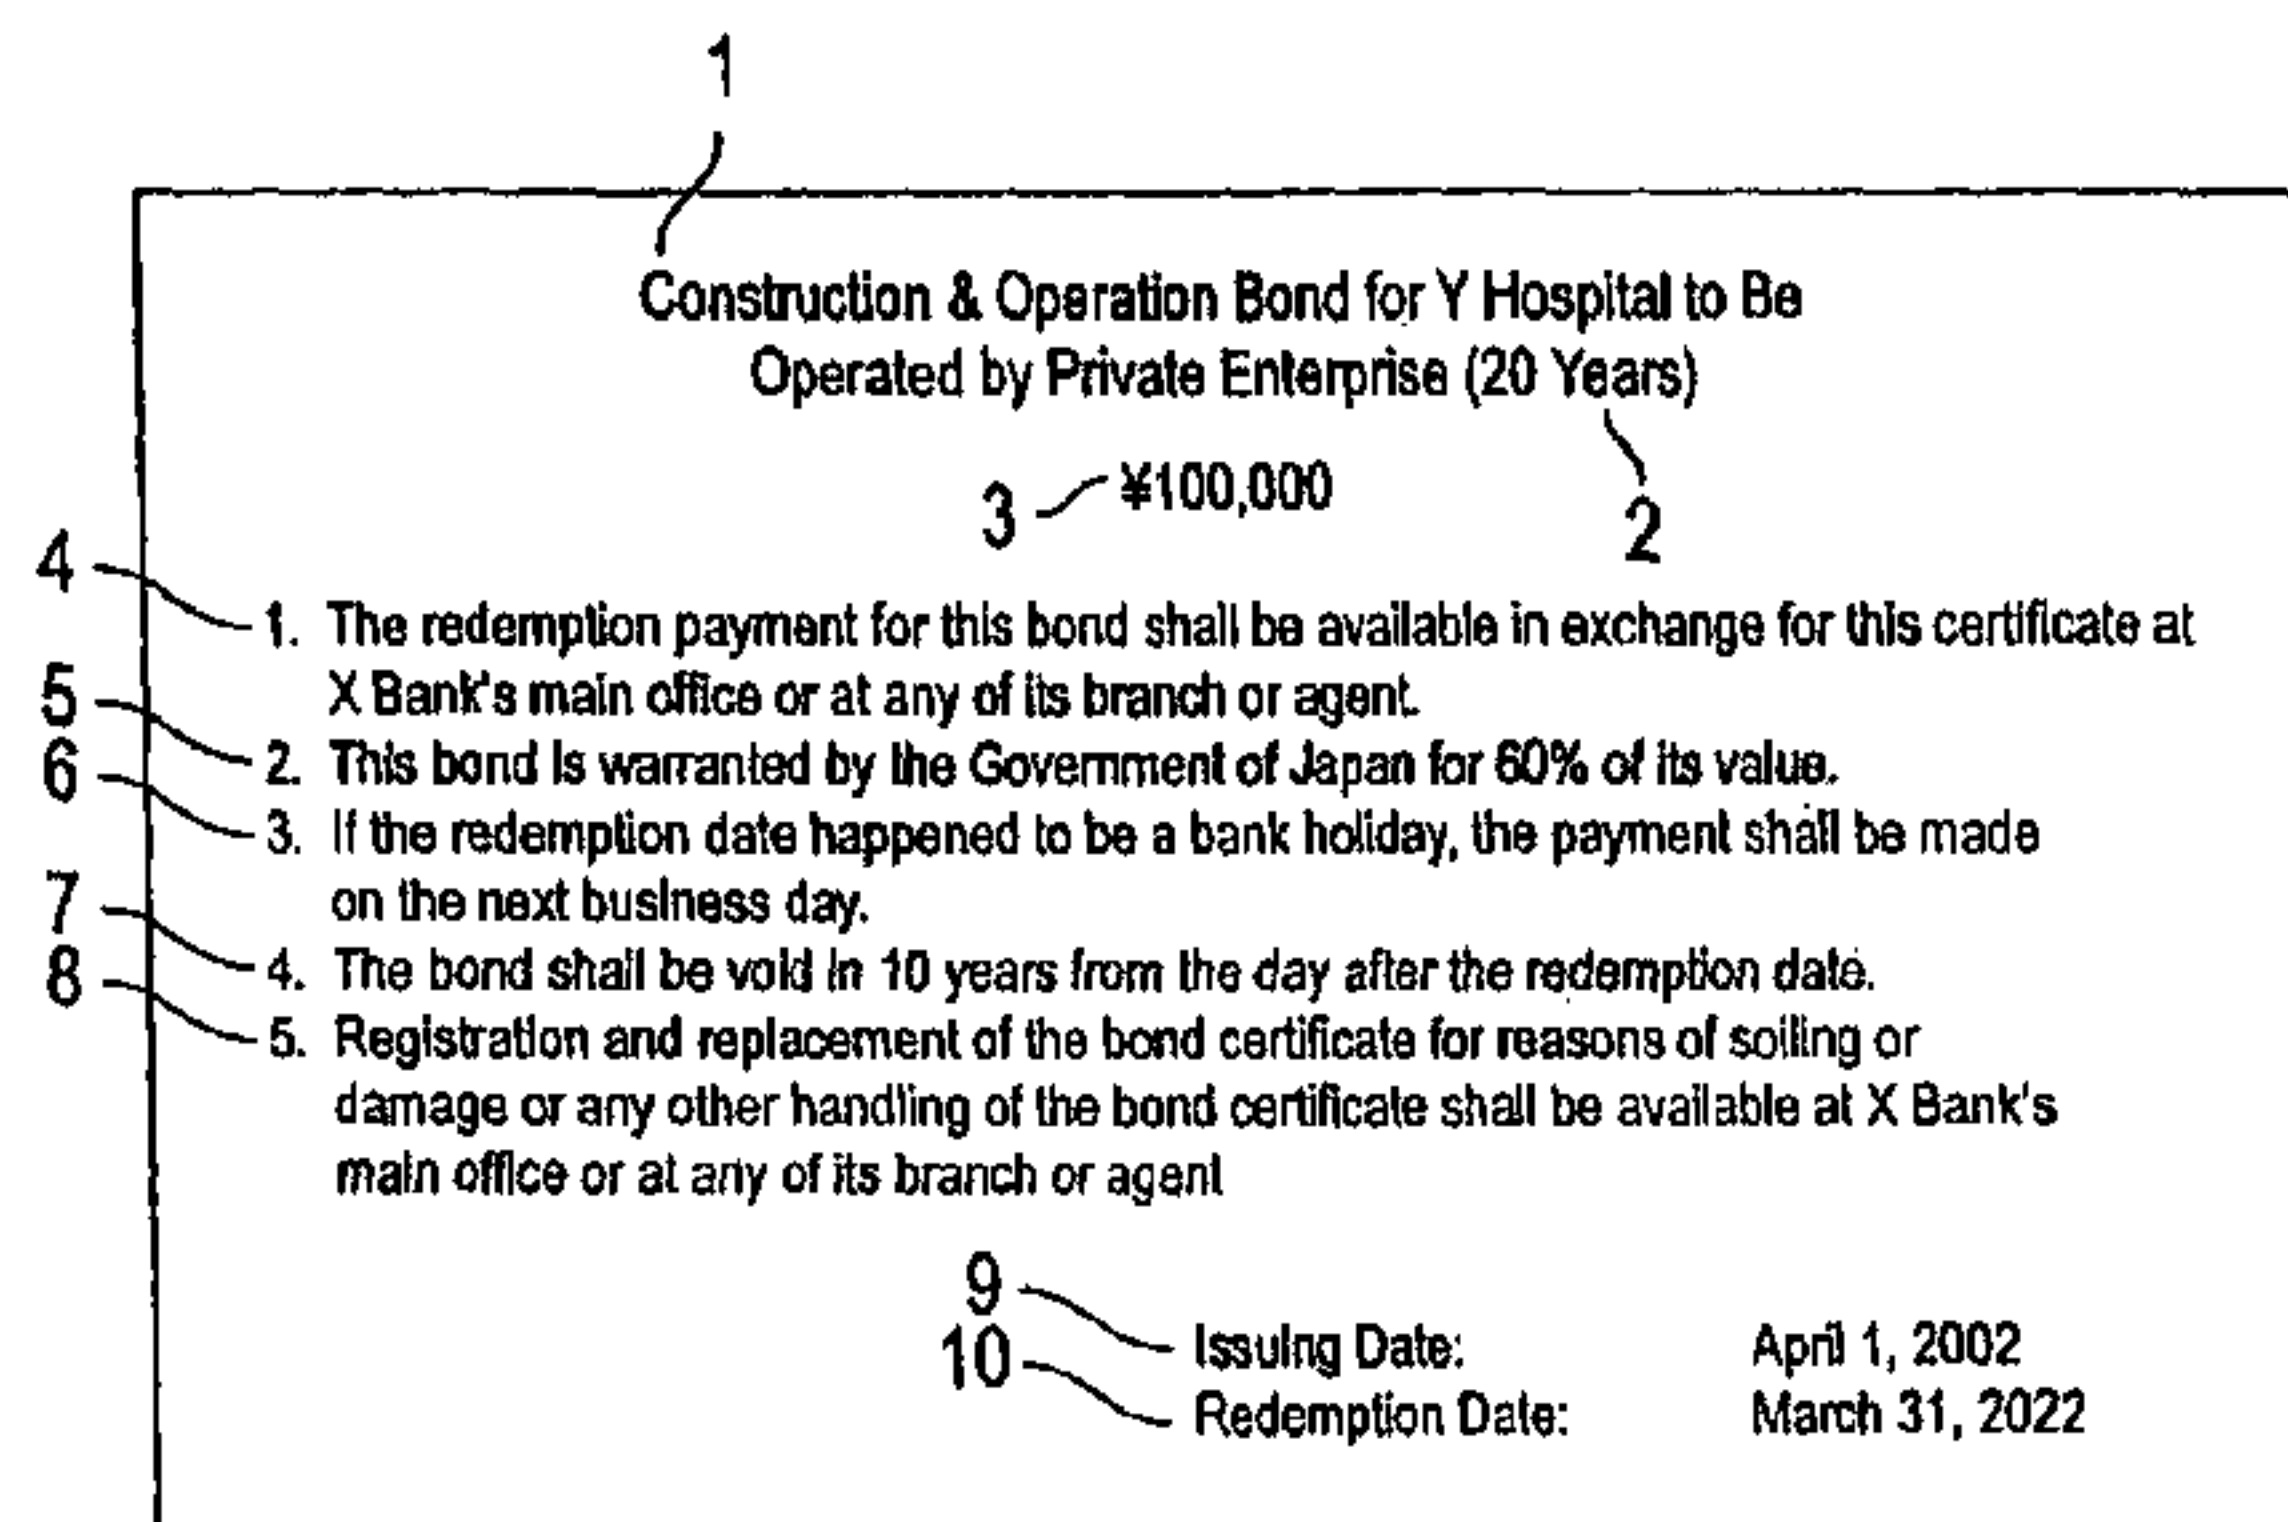 1
Construction & Operation Bond for Y Hospital to Be
Operated by Private Enterprise (20 Years)
3 ¥100,000 2
4
1. The redemption payment for this bond shall be available in exchange for this certificate at
5 X Bank's main office or at any of its branch or agent.
6 2. This bond is warranted by the Government of Japan for 60% of its value.
3. If the redemption date happened to be a bank holiday, the payment shall be made
7 on the next business day.
8 4. The bond shall be void in 10 years from the day after the redemption date.
5. Registration and replacement of the bond certificate for reasons of soiling or
damage or any other handling of the bond certificate shall be available at X Bank's
main office or at any of its branch or agent
9
10 Issuing Date: April 1, 2002
Redemption Date: March 31, 2022